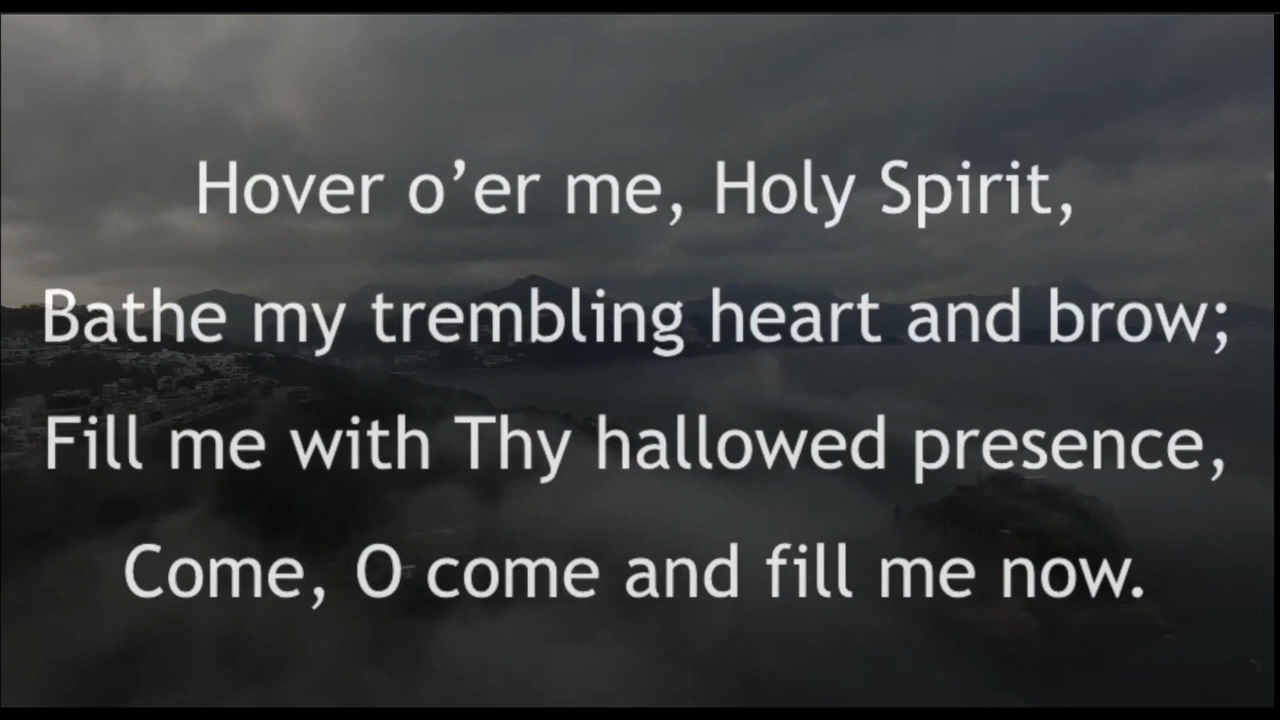 Hover o’er me, Holy Spirit,
Bathe my trembling heart and brow;
Fill me with Thy hallowed presence,
Come, O come and fill me now.